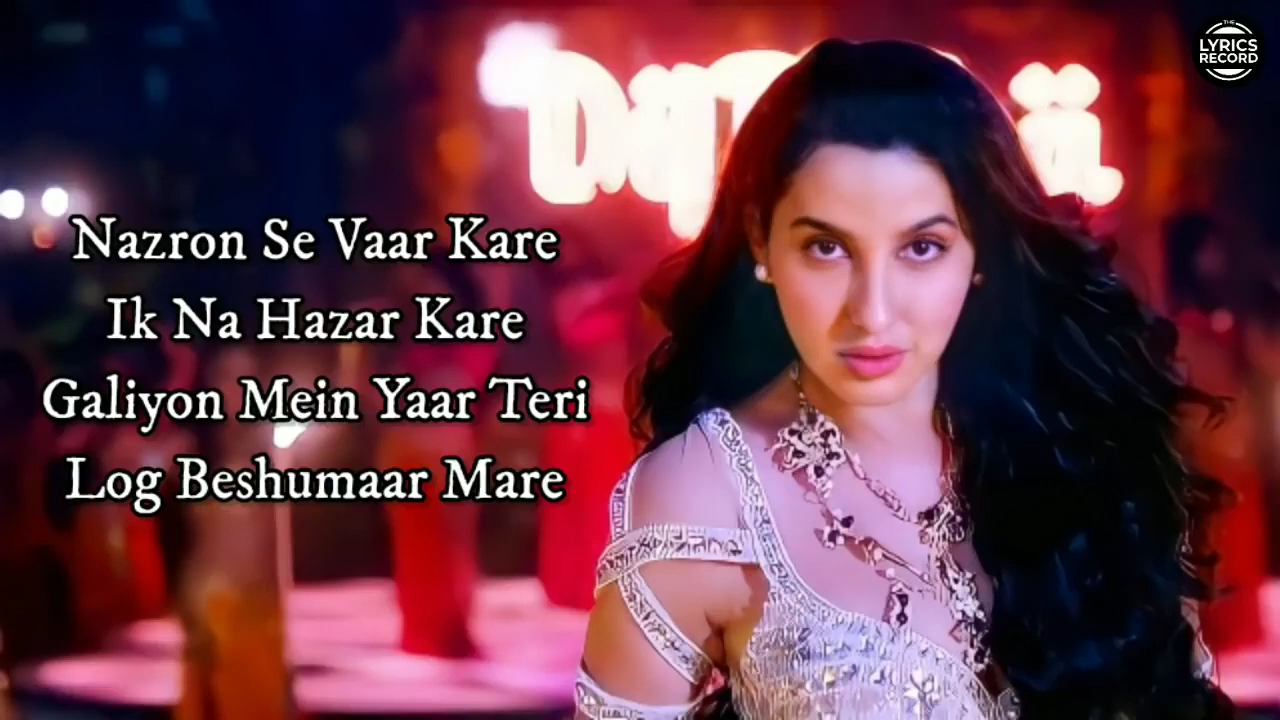 THE
LYRICS
RECORD
Nazron Se Vaar Kare
Ik Na Hazar Kare
Galiyon Mein Yaar Teri
Log Beshumaar Mare